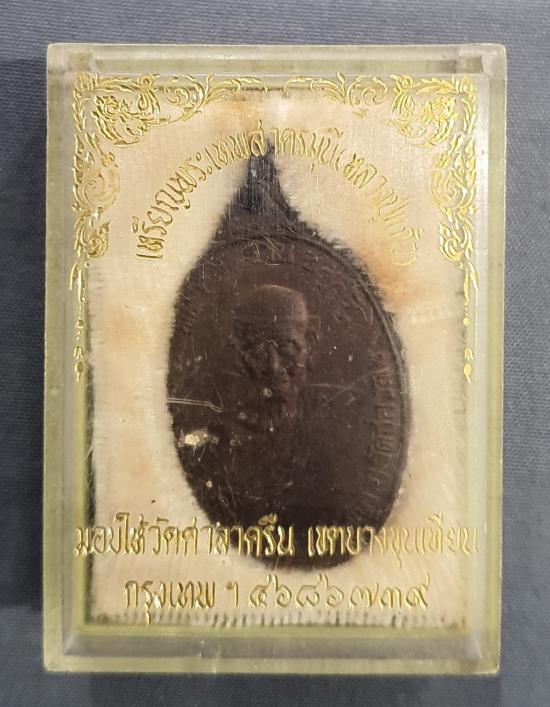 เหรียญพระเทพสาครมุนี(หลวงปู่แก้ว)
มอบให้วัดศาลาครืน เขตบางขุนเทียน
กรุงเทพ ฯ ๔๖๘๖๗๓๙